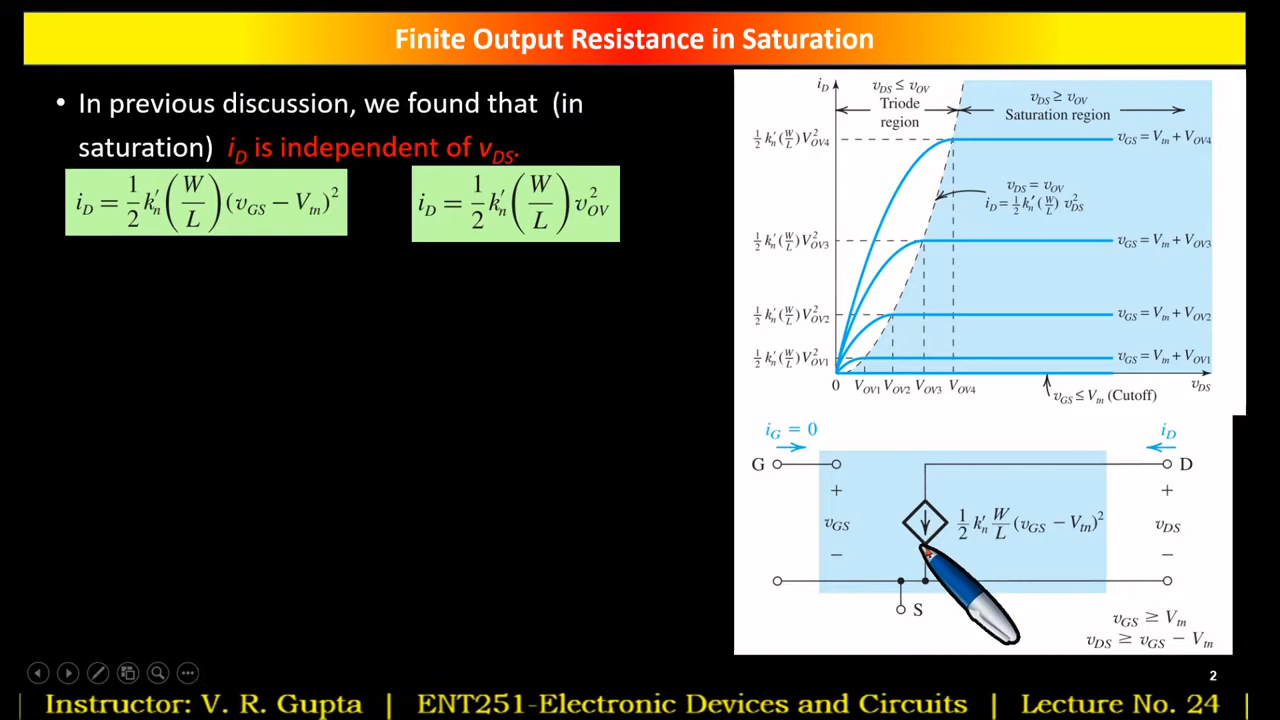 Finite Output Resistance in Saturation
• In previous discussion, we found that (in
saturation) i_D is independent of v_DS.
i_D = 1/2 k'_n (W/L) (v_GS − V_tn)^2
i_D = 1/2 k'_n (W/L) v_OV^2
i_D
v_DS ≤ v_OV
Triode
region
v_DS ≥ v_OV
Saturation region
1/2 k'_n (W/L) V_OV4^2
v_GS = V_tn + V_OV4
v_DS = v_OV
i_D = 1/2 k'_n (W/L) v_DS^2
1/2 k'_n (W/L) V_OV3^2
v_GS = V_tn + V_OV3
1/2 k'_n (W/L) V_OV2^2
v_GS = V_tn + V_OV2
1/2 k'_n (W/L) V_OV1^2
v_GS = V_tn + V_OV1
0 V_OV1 V_OV2 V_OV3 V_OV4 v_DS
v_GS ≤ V_tn (Cutoff)
i_G = 0 i_D
G D
+ +
v_GS 1/2 k'_n W/L (v_GS − V_tn)^2 v_DS
− −
S
v_GS ≥ V_tn
v_DS ≥ v_GS − V_tn
2
Instructor: V. R. Gupta | ENT251-Electronic Devices and Circuits | Lecture No. 24 |